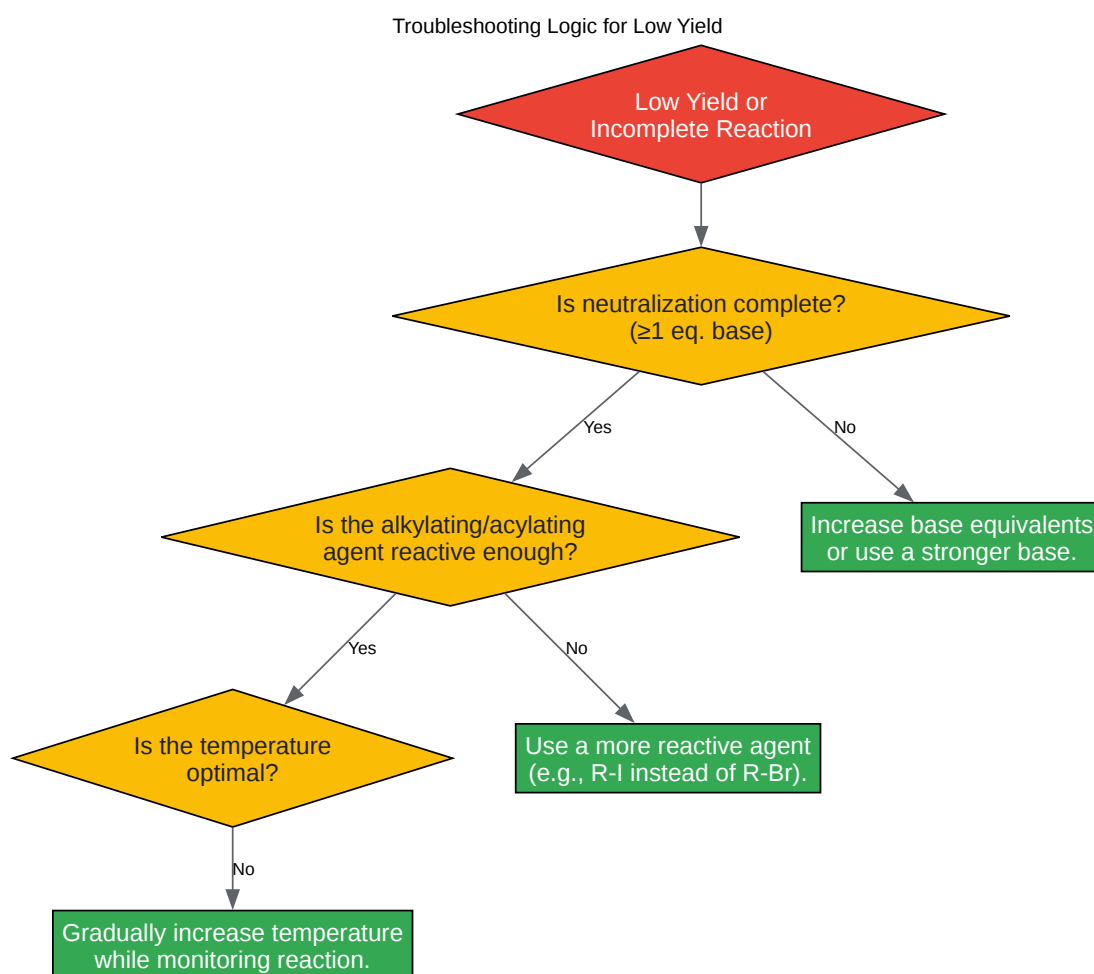 Troubleshooting Logic for Low Yield
Low Yield or
Incomplete Reaction
Is neutralization complete?
(≥1 eq. base)
Yes
No
Is the alkylating/acylating
agent reactive enough?
Increase base equivalents
or use a stronger base.
Yes
No
Is the temperature
optimal?
Use a more reactive agent
(e.g., R-I instead of R-Br).
No
Gradually increase temperature
while monitoring reaction.